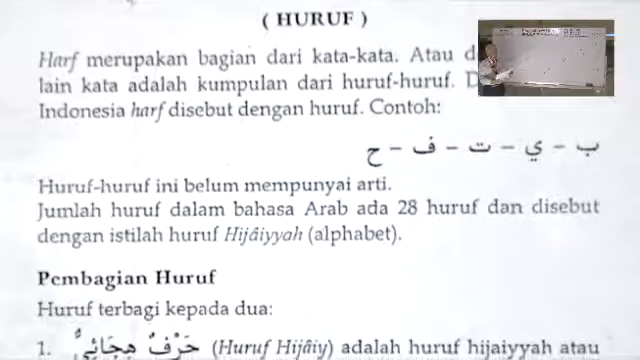 ( HURUF )
Harf merupakan bagian dari kata-kata. Atau
lain kata adalah kumpulan dari huruf-huruf.
Indonesia harf disebut dengan huruf. Contoh:
ب – ي – ت – ف – ح
Huruf-huruf ini belum mempunyai arti.
Jumlah huruf dalam bahasa Arab ada 28 huruf dan disebut
dengan istilah huruf Hijâiyyah (alphabet).
Pembagian Huruf
Huruf terbagi kepada dua:
1. حَرْفٌ هِجَائِيٌّ (Huruf Hijâiy) adalah huruf hijaiyyah atau